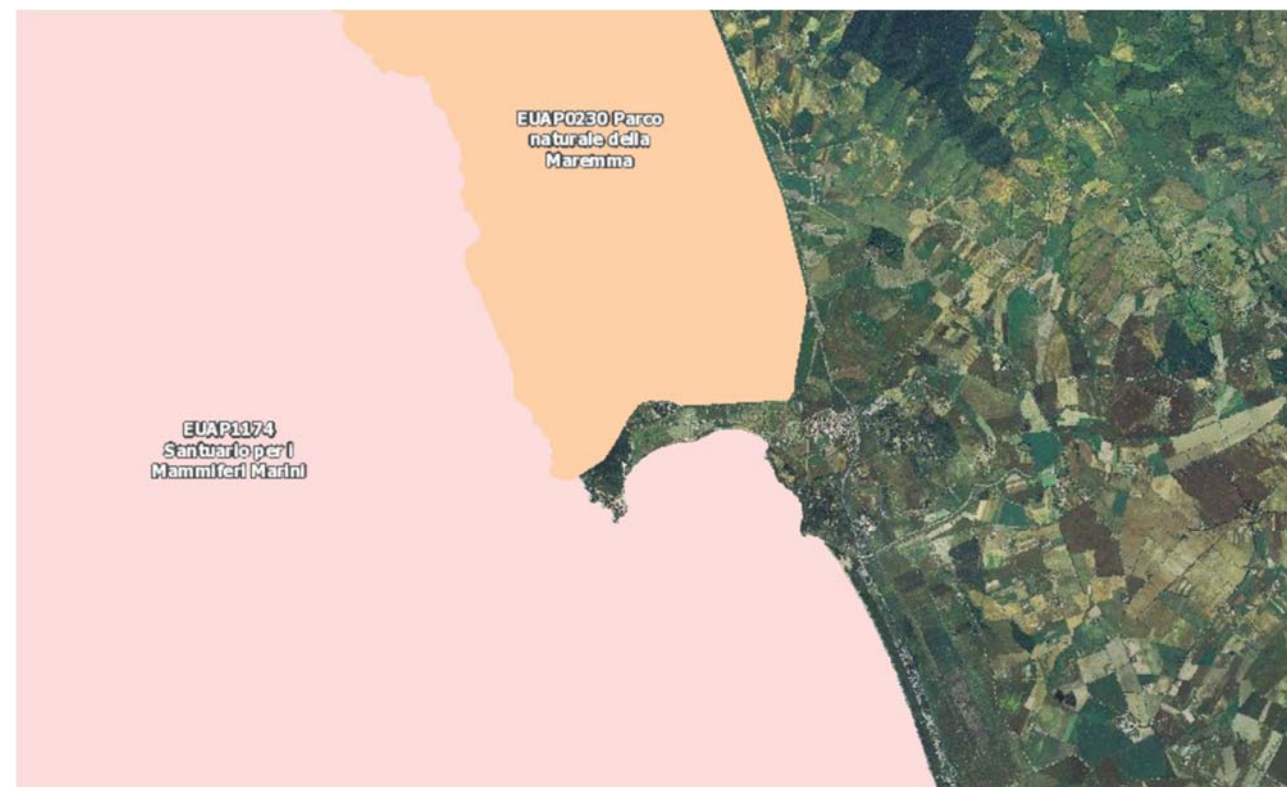 EUAP0230 Parco
naturale della
Maremma
EUAP1174
Santuario per i
Mammiferi Marini